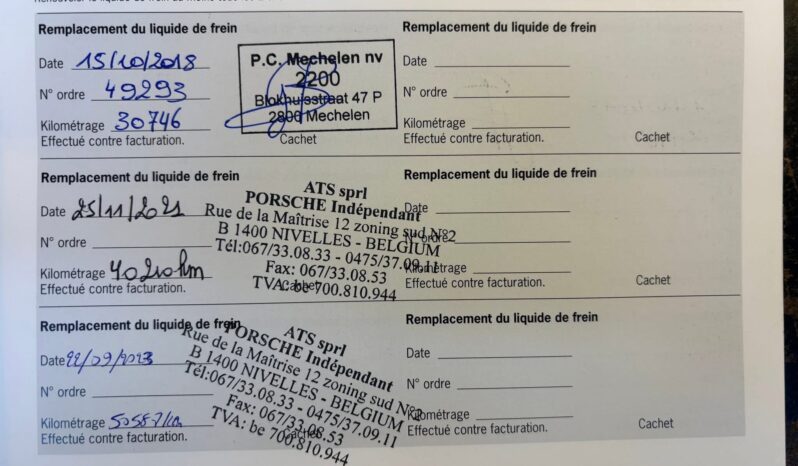 Remplacement du liquide de frein
Date 15/10/2018
N° ordre 49293
Kilométrage 30746
Effectué contre facturation.
Cachet
P.C. Mechelen nv
2200
Blokhuisstraat 47 P
2800 Mechelen
Remplacement du liquide de frein
Date
N° ordre
Kilométrage
Effectué contre facturation.
Cachet
Remplacement du liquide de frein
Date 25/11/2021
N° ordre
Kilométrage 40210km
Effectué contre facturation.
Cachet
ATS sprl
PORSCHE Indépendant
Rue de la Maîtrise 12 zoning sud N°2
B 1400 NIVELLES - BELGIUM
Tél:067/33.08.33 - 0475/37.09.11
Fax: 067/33.08.53
TVA: be 700.810.944
Remplacement du liquide de frein
Date
N° ordre
Kilométrage
Effectué contre facturation.
Cachet
Remplacement du liquide de frein
Date 22/09/2023
N° ordre
Kilométrage
Effectué contre facturation.
Cachet
ATS sprl
PORSCHE Indépendant
Rue de la Maîtrise 12 zoning sud N°2
B 1400 NIVELLES - BELGIUM
Tél:067/33.08.33 - 0475/37.09.11
Fax: 067/33.08.53
TVA: be 700.810.944
Remplacement du liquide de frein
Date
N° ordre
Kilométrage
Effectué contre facturation.
Cachet